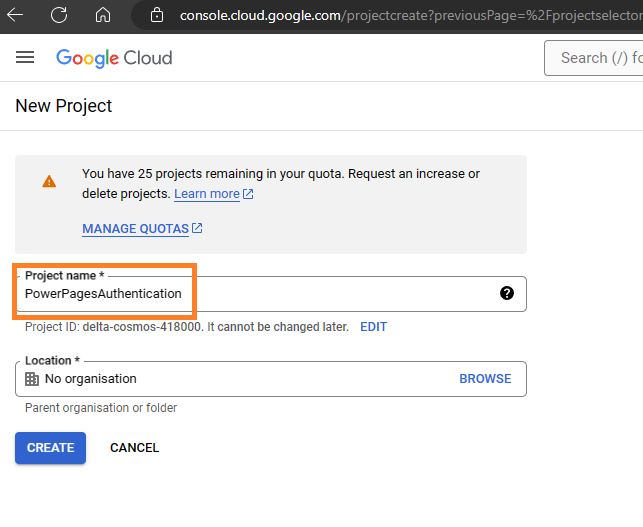 console.cloud.google.com/projectcreate?previousPage=%2Fprojectselector
Google Cloud
Search (/) fo
New Project
You have 25 projects remaining in your quota. Request an increase or
delete projects. Learn more
MANAGE QUOTAS
Project name *
PowerPagesAuthentication
Project ID: delta-cosmos-418000. It cannot be changed later. EDIT
Location *
No organisation BROWSE
Parent organisation or folder
CREATE CANCEL